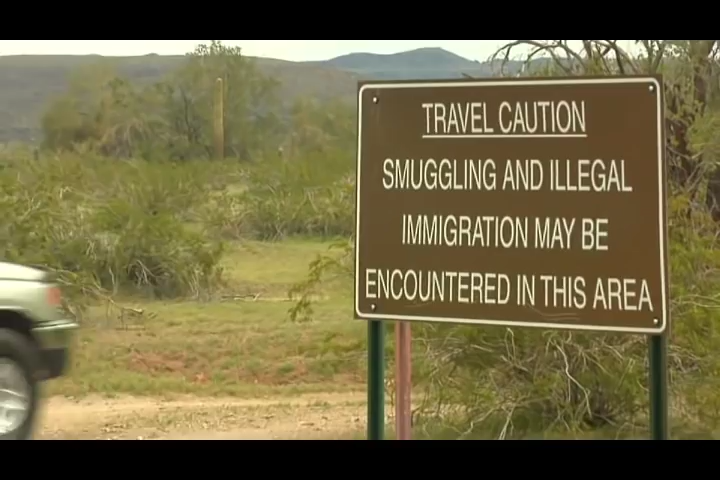 TRAVEL CAUTION
SMUGGLING AND ILLEGAL
IMMIGRATION MAY BE
ENCOUNTERED IN THIS AREA